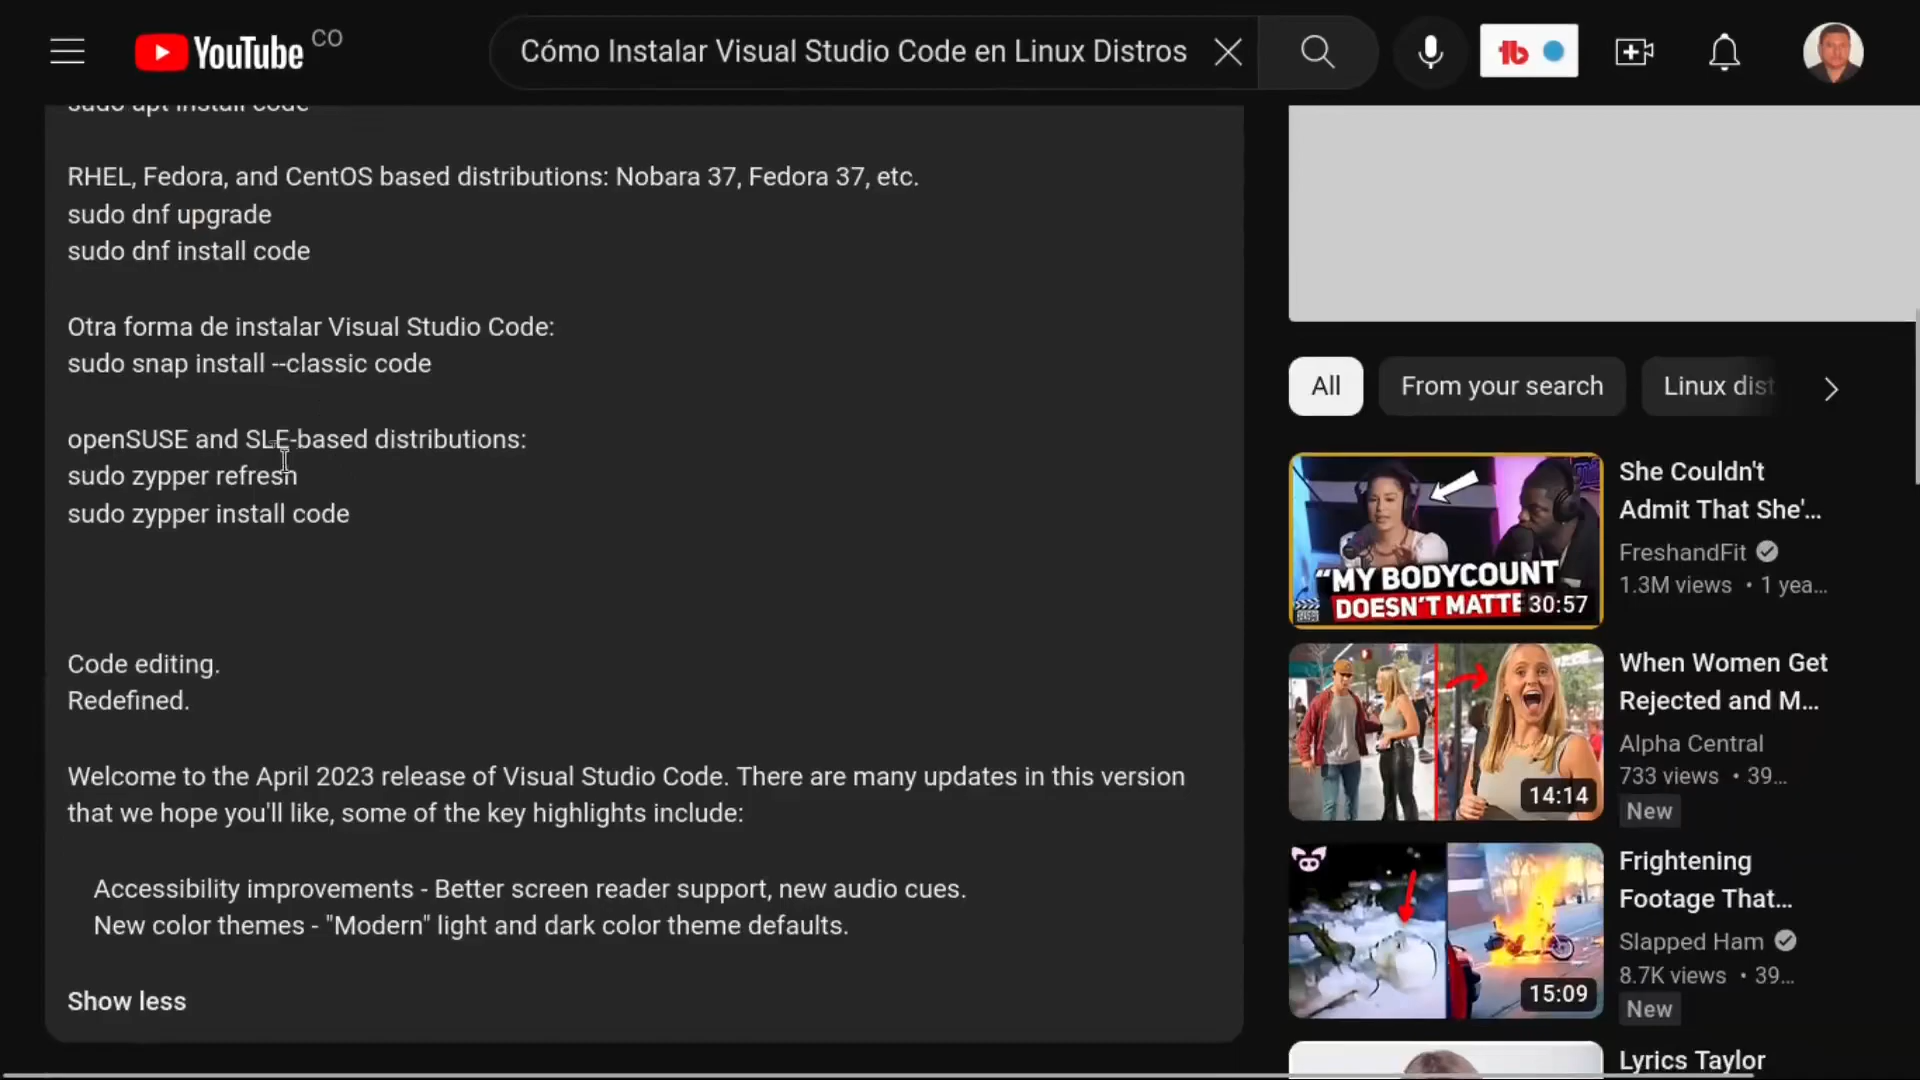 YouTube CO
Cómo Instalar Visual Studio Code en Linux Distros
sudo apt install code
RHEL, Fedora, and CentOS based distributions: Nobara 37, Fedora 37, etc.
sudo dnf upgrade
sudo dnf install code
Otra forma de instalar Visual Studio Code:
sudo snap install --classic code
openSUSE and SLE-based distributions:
sudo zypper refresh
sudo zypper install code
Code editing.
Redefined.
Welcome to the April 2023 release of Visual Studio Code. There are many updates in this version
that we hope you'll like, some of the key highlights include:
Accessibility improvements - Better screen reader support, new audio cues.
New color themes - "Modern" light and dark color theme defaults.
Show less
All
From your search
Linux dist
"MY BODYCOUNT
DOESN'T MATTE
30:57
She Couldn't
Admit That She'...
FreshandFit
1.3M views • 1 yea...
14:14
When Women Get
Rejected and M...
Alpha Central
733 views • 39...
New
15:09
Frightening
Footage That...
Slapped Ham
8.7K views • 39...
New
Lyrics Taylor